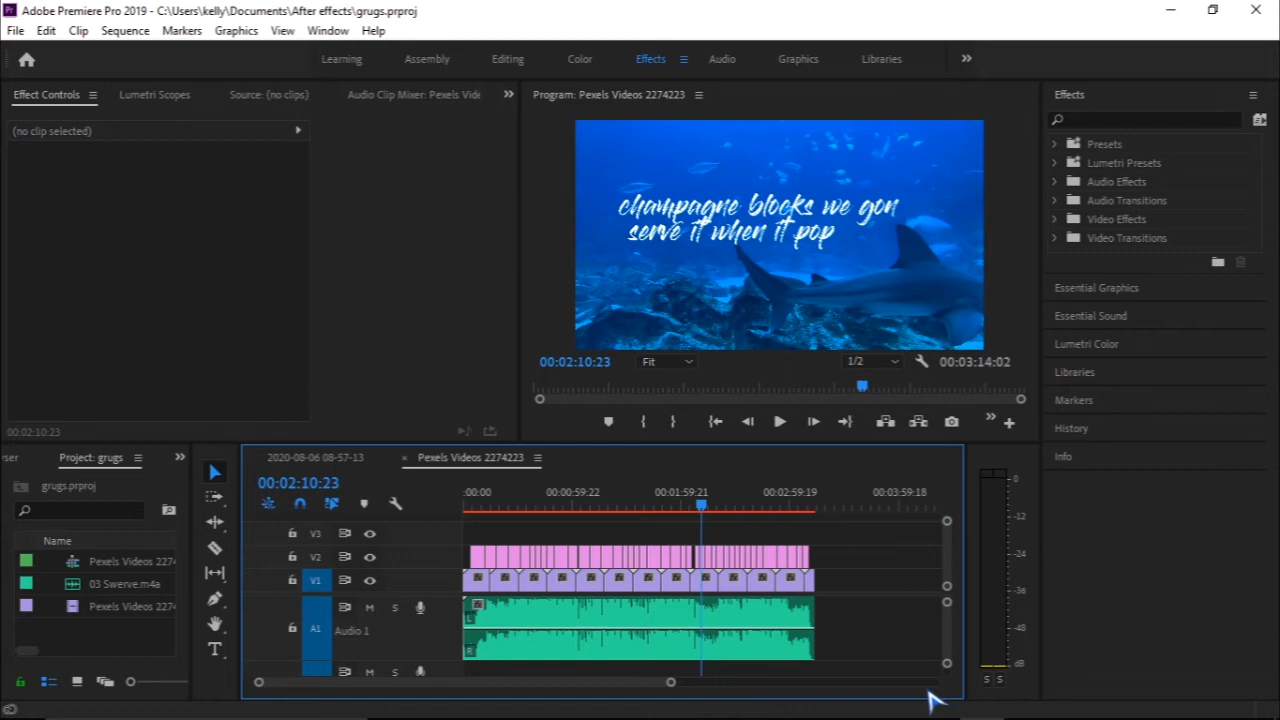 Adobe Premiere Pro 2019 - C:\Users\kelly\Documents\After effects\grugs.prproj
File Edit Clip Sequence Markers Graphics View Window Help
Learning Assembly Editing Color Effects Audio Graphics Libraries
Effect Controls Lumetri Scopes Source: (no clips) Audio Clip Mixer: Pexels Vide
(no clip selected)
00:02:10:23
Program: Pexels Videos 2274223
champagne blocks we gon
serve it when it pop
00:02:10:23 Fit 1/2 00:03:14:02
Effects
Presets
Lumetri Presets
Audio Effects
Audio Transitions
Video Effects
Video Transitions
Essential Graphics
Essential Sound
Lumetri Color
Libraries
Markers
History
Info
wser Project: grugs
grugs.prproj
Name
Pexels Videos 2274
03 Swerve.m4a
Pexels Videos 2274
2020-08-06 08-57-13 × Pexels Videos 2274223
00:02:10:23
:00:00 00:00:59:22 00:01:59:21 00:02:59:19 00:03:59:18
V3
V2
V1
A1 M S
Audio 1
M S
L
R
0
-12
-24
-36
-48
dB
S S